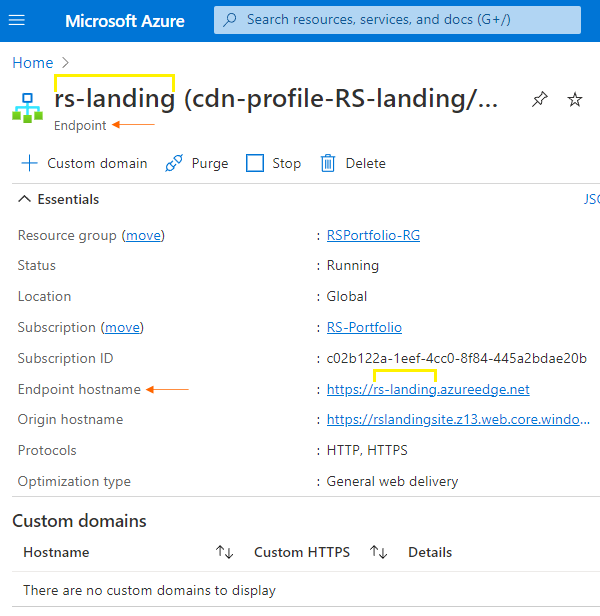 Microsoft Azure
Search resources, services, and docs (G+/)
Home >
rs-landing (cdn-profile-RS-landing/...
Endpoint
Custom domain Purge Stop Delete
Essentials JSO
Resource group (move) : RSPortfolio-RG
Status : Running
Location : Global
Subscription (move) : RS-Portfolio
Subscription ID : c02b122a-1eef-4cc0-8f84-445a2bdae20b
Endpoint hostname : https://rs-landing.azureedge.net
Origin hostname : https://rslandingsite.z13.web.core.windo...
Protocols : HTTP, HTTPS
Optimization type : General web delivery
Custom domains
Hostname Custom HTTPS Details
There are no custom domains to display